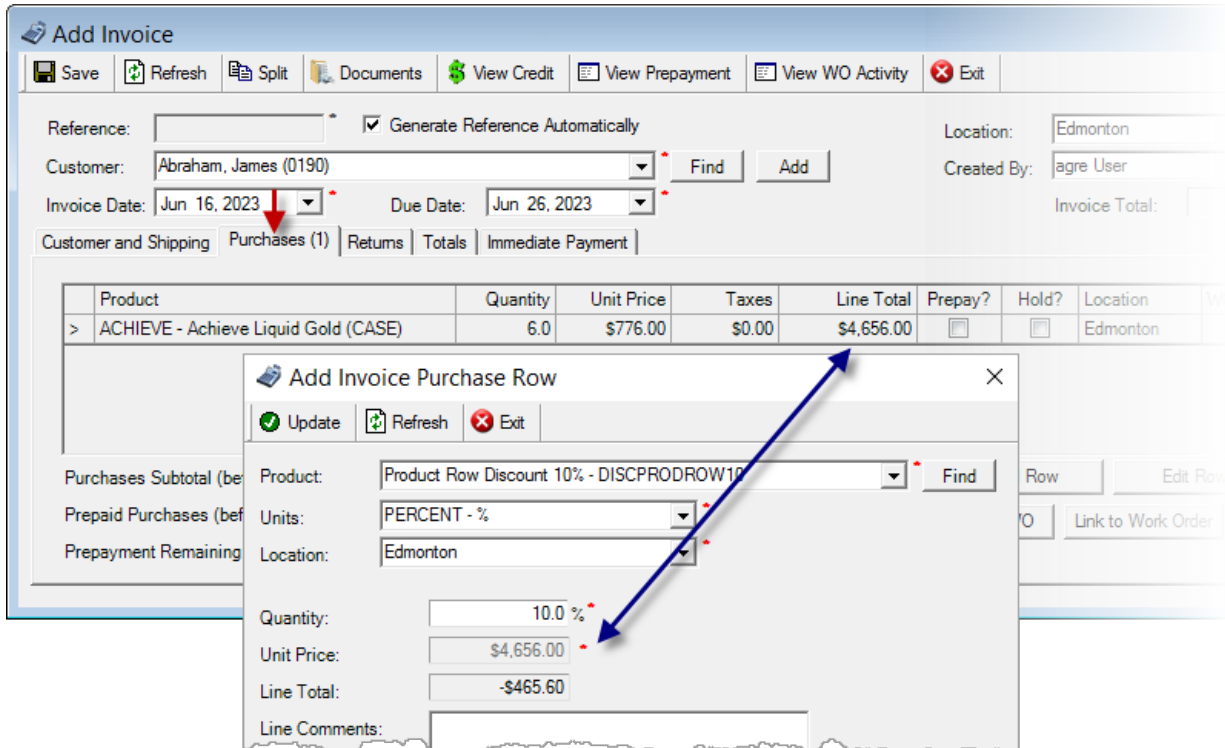 Add Invoice
Save Refresh Split Documents View Credit View Prepayment View WO Activity Exit
Reference: * Generate Reference Automatically Location: Edmonton
Customer: Abraham, James (0190) * Find Add Created By: agre User
Invoice Date: Jun 16, 2023 * Due Date: Jun 26, 2023 * Invoice Total:
Customer and Shipping Purchases (1) Returns Totals Immediate Payment
Product Quantity Unit Price Taxes Line Total Prepay? Hold? Location
> ACHIEVE - Achieve Liquid Gold (CASE) 6.0 $776.00 $0.00 $4,656.00 Edmonton
Add Invoice Purchase Row
Update Refresh Exit
Purchases Subtotal (be Product: Product Row Discount 10% - DISCPRODROW10 * Find Row Edit Row
Prepaid Purchases (bef Units: PERCENT - % * /O Link to Work Order
Prepayment Remaining Location: Edmonton *
Quantity: 10.0 % *
Unit Price: $4,656.00 *
Line Total: -$465.60
Line Comments: